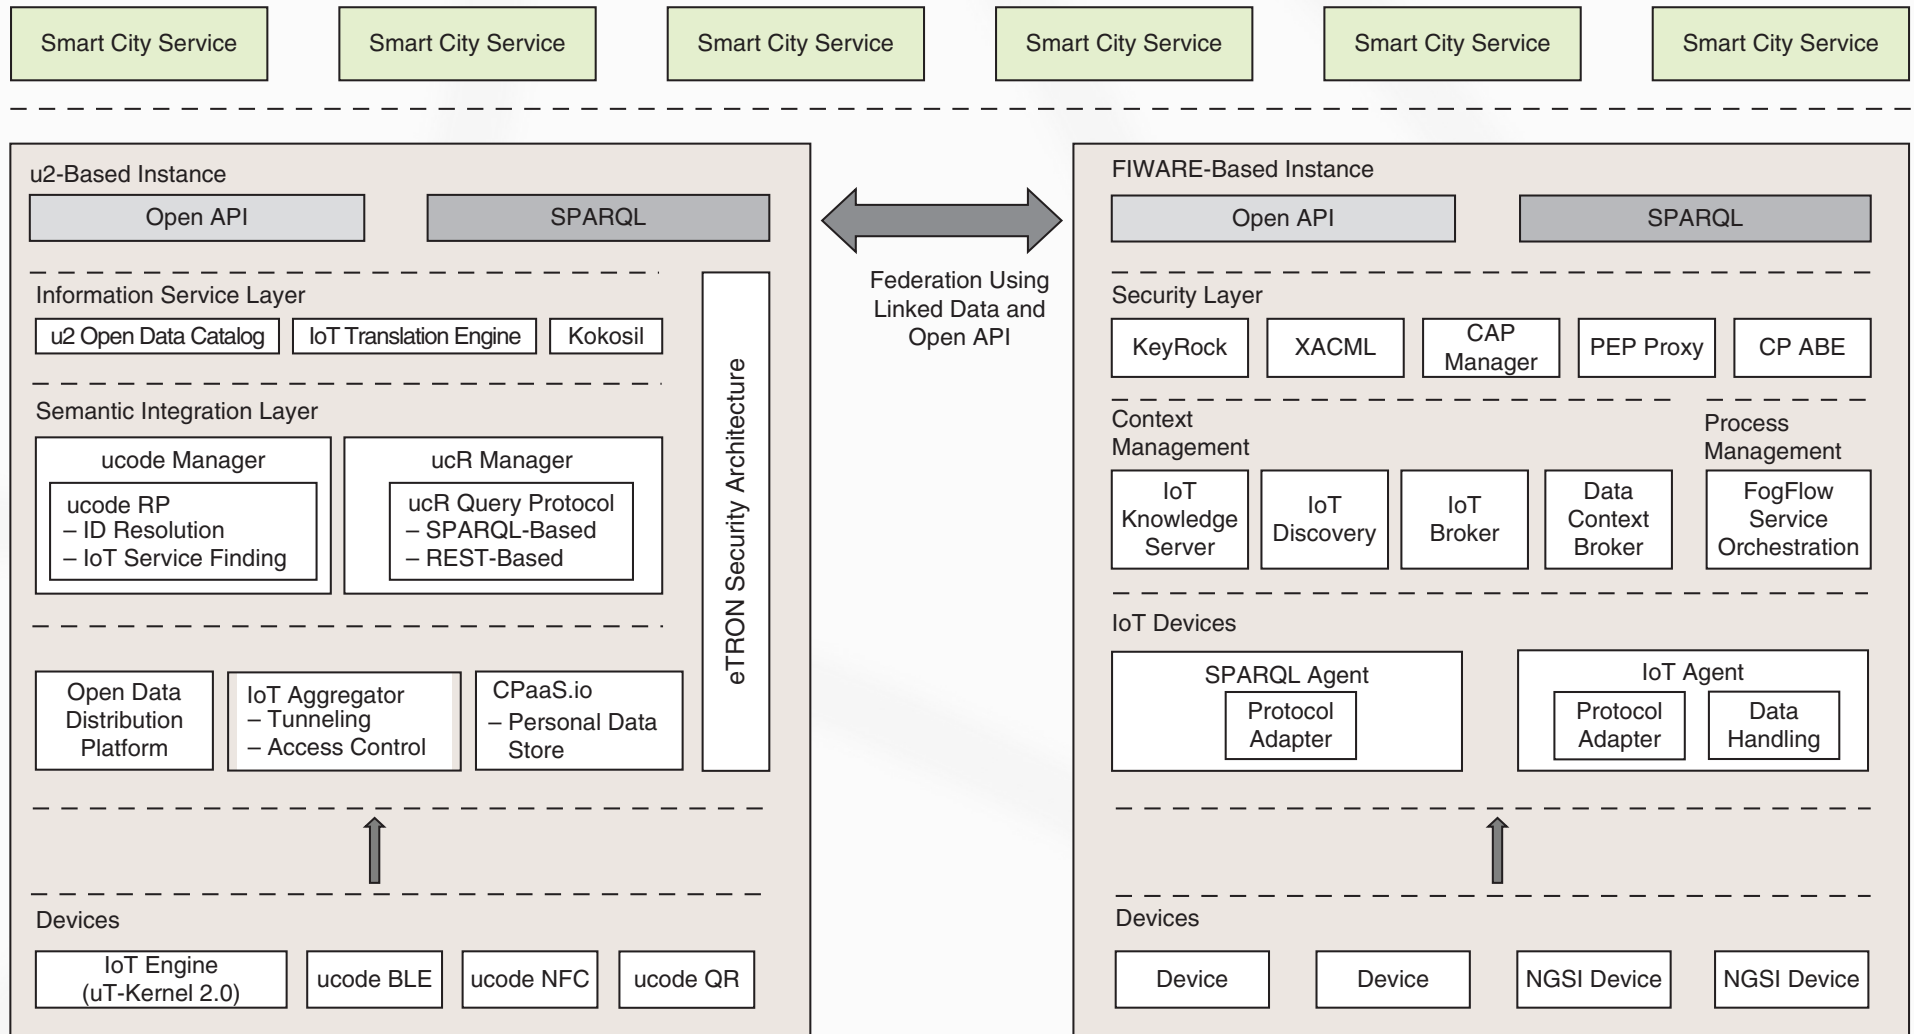 Smart City Service
Smart City Service
Smart City Service
Smart City Service
Smart City Service
Smart City Service
u2-Based Instance
Open API
SPARQL
Information Service Layer
u2 Open Data Catalog
IoT Translation Engine
Kokosil
Semantic Integration Layer
ucode Manager
ucode RP
– ID Resolution
– IoT Service Finding
ucR Manager
ucR Query Protocol
– SPARQL-Based
– REST-Based
Open Data
Distribution
Platform
IoT Aggregator
– Tunneling
– Access Control
CPaaS.io
– Personal Data
Store
eTRON Security Architecture
Devices
IoT Engine
(uT-Kernel 2.0)
ucode BLE
ucode NFC
ucode QR
Federation Using
Linked Data and
Open API
FIWARE-Based Instance
Open API
SPARQL
Security Layer
KeyRock
XACML
CAP
Manager
PEP Proxy
CP ABE
Context
Management
IoT
Knowledge
Server
IoT
Discovery
IoT
Broker
Data
Context
Broker
Process
Management
FogFlow
Service
Orchestration
IoT Devices
SPARQL Agent
Protocol
Adapter
IoT Agent
Protocol
Adapter
Data
Handling
Devices
Device
Device
NGSI Device
NGSI Device